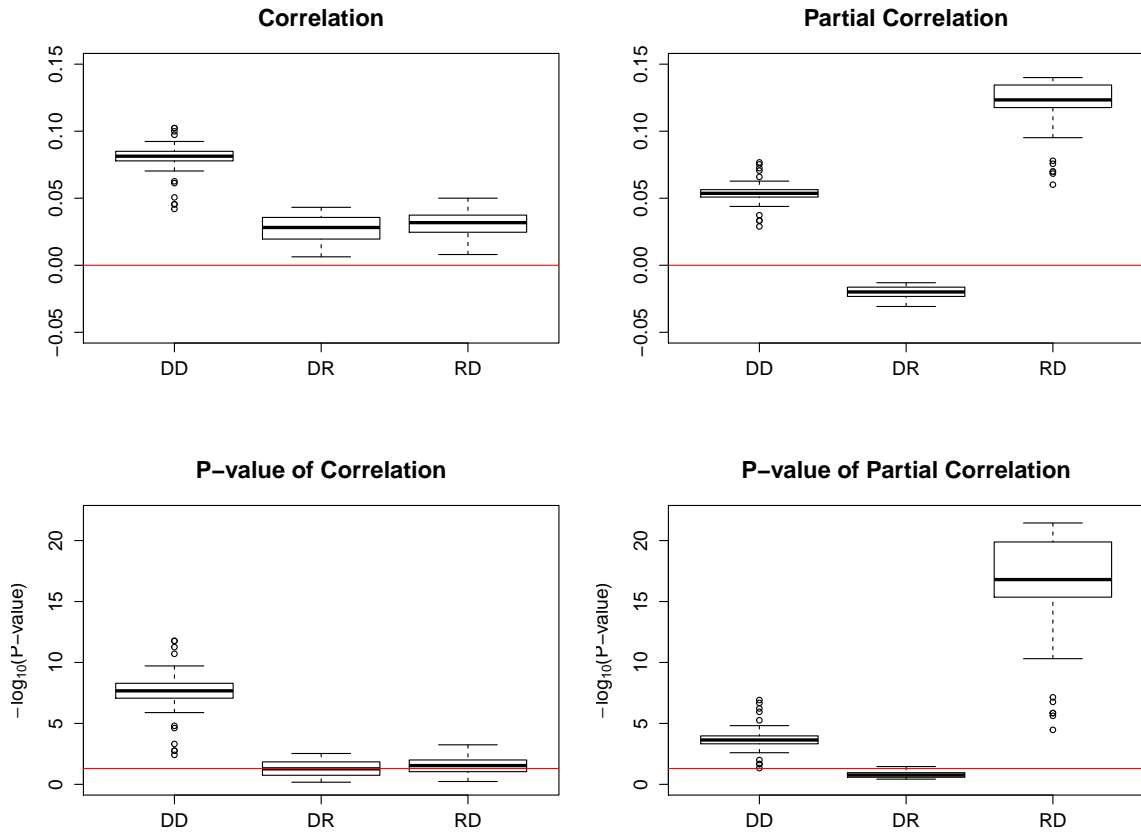 Correlation
0.15
0.10
0.05
0.00
−0.05
DD DR RD
Partial Correlation
0.15
0.10
0.05
0.00
−0.05
DD DR RD
P−value of Correlation
−log10(P−value)
20
15
10
5
0
DD DR RD
P−value of Partial Correlation
−log10(P−value)
20
15
10
5
0
DD DR RD